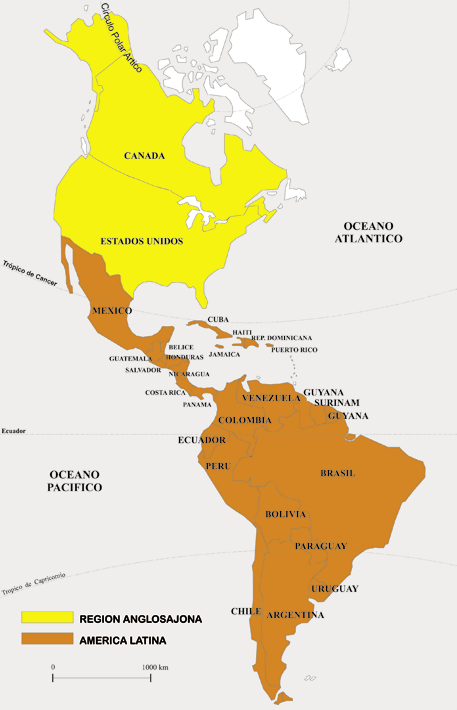 Círculo Polar Artico
CANADA
ESTADOS UNIDOS
OCEANO
ATLANTICO
Trópico de Cancer
MEXICO
CUBA
HAITI
REP. DOMINICANA
PUERTO RICO
JAMAICA
BELICE
HONDURAS
GUATEMALA
SALVADOR
NICARAGUA
COSTA RICA
PANAMA
VENEZUELA
GUYANA
SURINAM
GUYANA
COLOMBIA
Ecuador
ECUADOR
PERU
BRASIL
OCEANO
PACIFICO
BOLIVIA
PARAGUAY
Tropico de Capricornio
URUGUAY
CHILE
ARGENTINA
REGION ANGLOSAJONA
AMERICA LATINA
0 1000 km